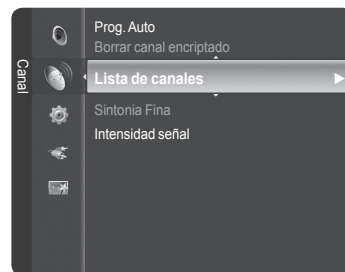 Canal
Prog. Auto
Borrar canal encriptado
Lista de canales
Sintonia Fina
Intensidad señal